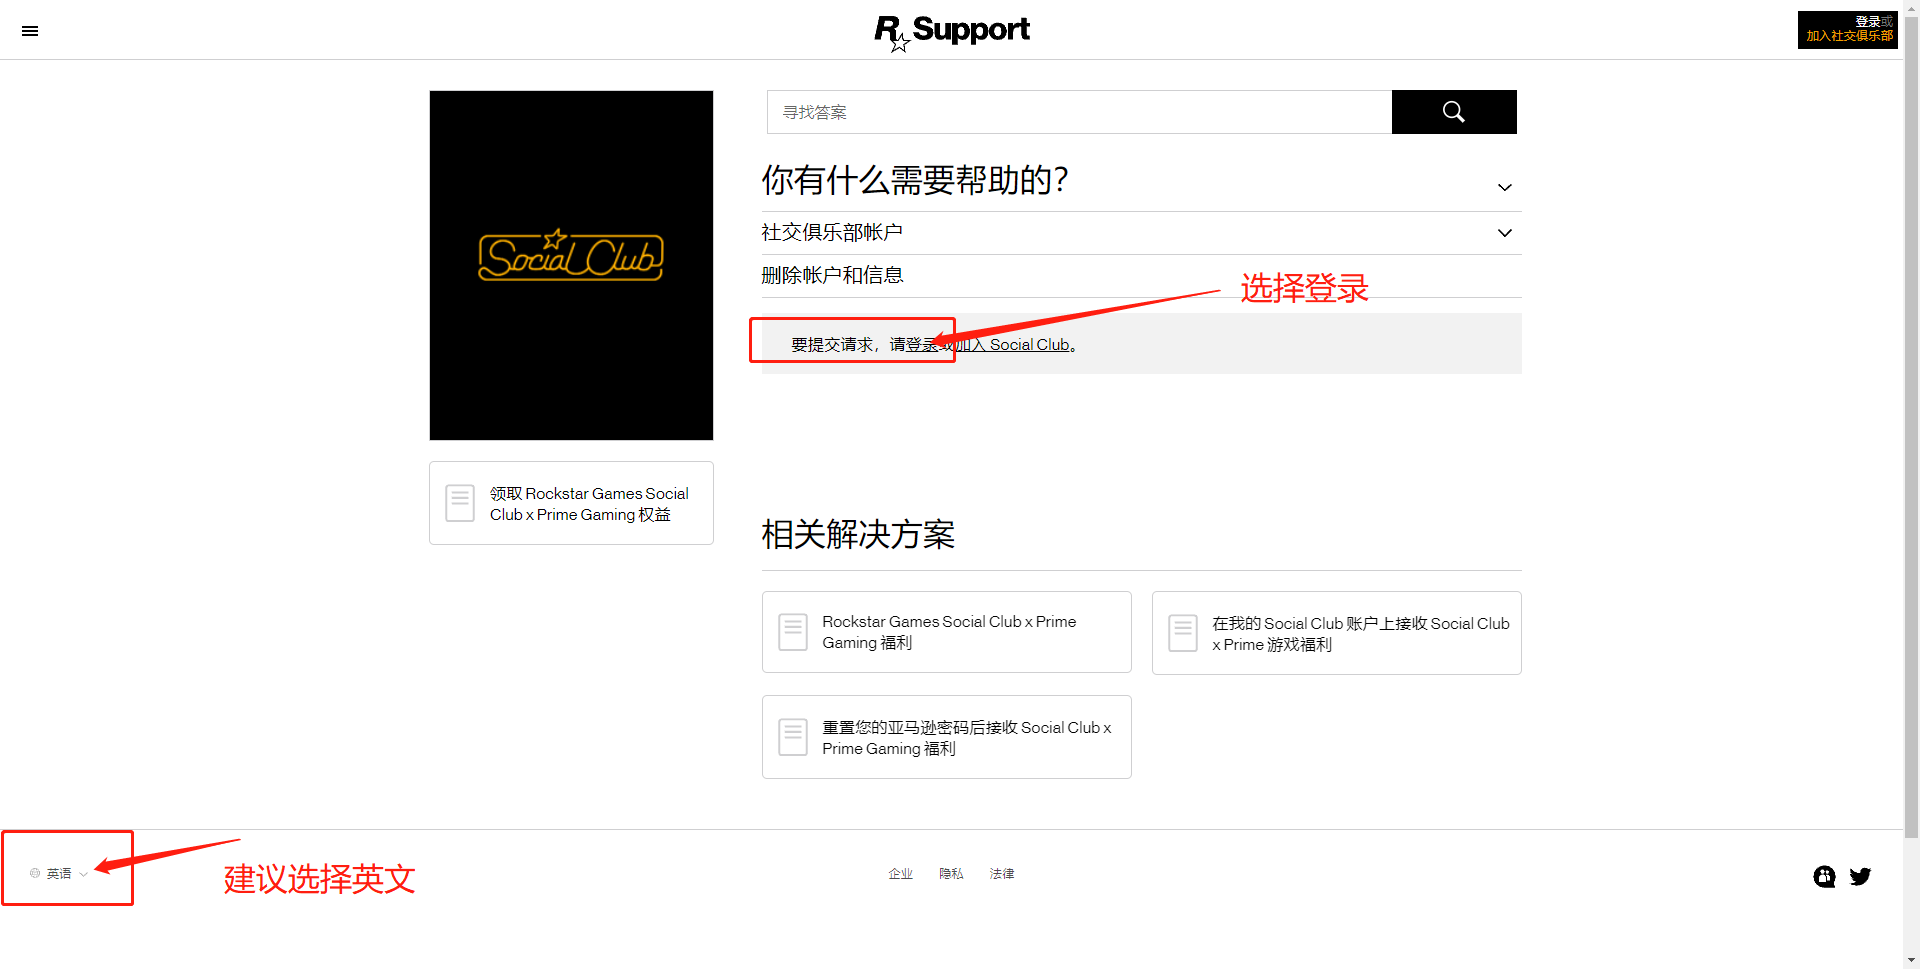 R Support
登录或
加入社交俱乐部
寻找答案
Social Club
你有什么需要帮助的？
社交俱乐部帐户
删除帐户和信息
选择登录
要提交请求，请登录或加入 Social Club。
领取 Rockstar Games Social
Club x Prime Gaming 权益
相关解决方案
Rockstar Games Social Club x Prime
Gaming 福利
在我的 Social Club 账户上接收 Social Club
x Prime 游戏福利
重置您的亚马逊密码后接收 Social Club x
Prime Gaming 福利
英语
建议选择英文
企业
隐私
法律